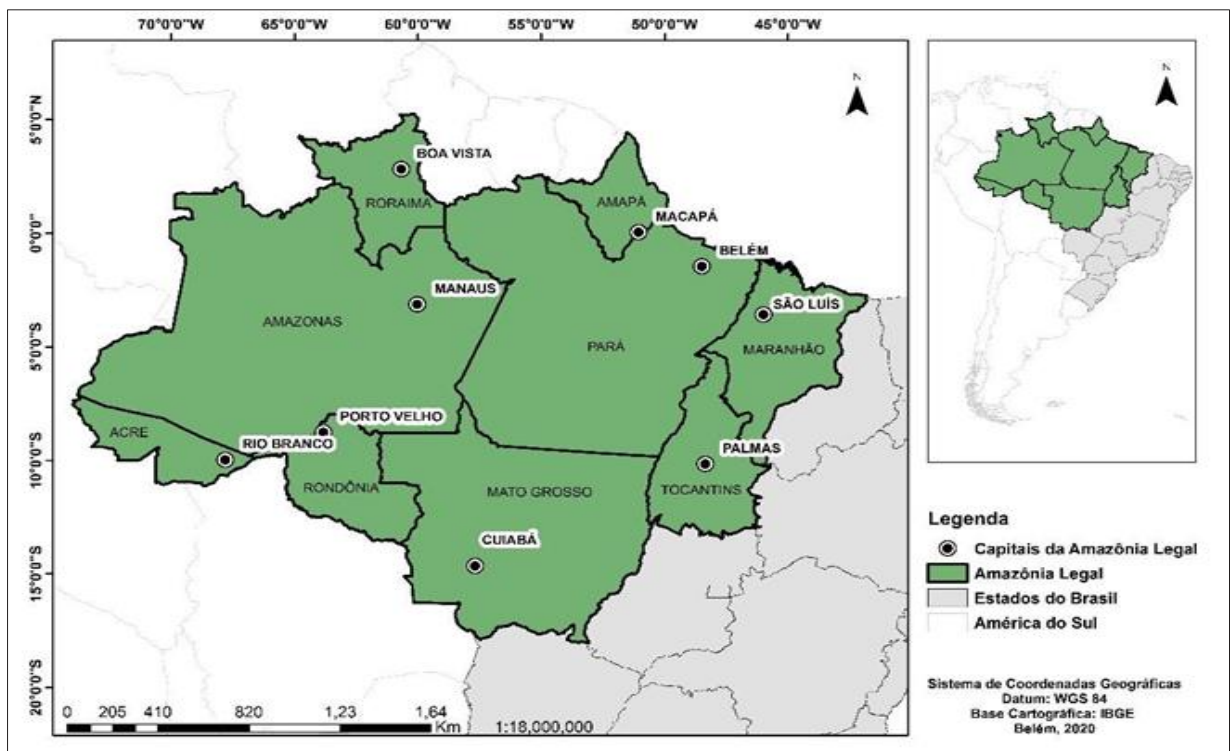 70°0'0"W 65°0'0"W 60°0'0"W 55°0'0"W 50°0'0"W 45°0'0"W
5°0'0"N
0°0'0"
5°0'0"S
10°0'0"S
15°0'0"S
20°0'0"S
N
BOA VISTA
RORAIMA
AMAPÁ
MACAPÁ
BELÉM
MANAUS
SÃO LUÍS
AMAZONAS
PARÁ
MARANHÃO
PORTO VELHO
ACRE
RIO BRANCO
PALMAS
RONDÔNIA
MATO GROSSO
TOCANTINS
CUIABÁ
0 205 410 820 1,23 1,64
Km
1:18,000,000
N
Legenda
Capitais da Amazônia Legal
Amazônia Legal
Estados do Brasil
América do Sul
Sistema de Coordenadas Geográficas
Datum: WGS 84
Base Cartográfica: IBGE
Belém, 2020